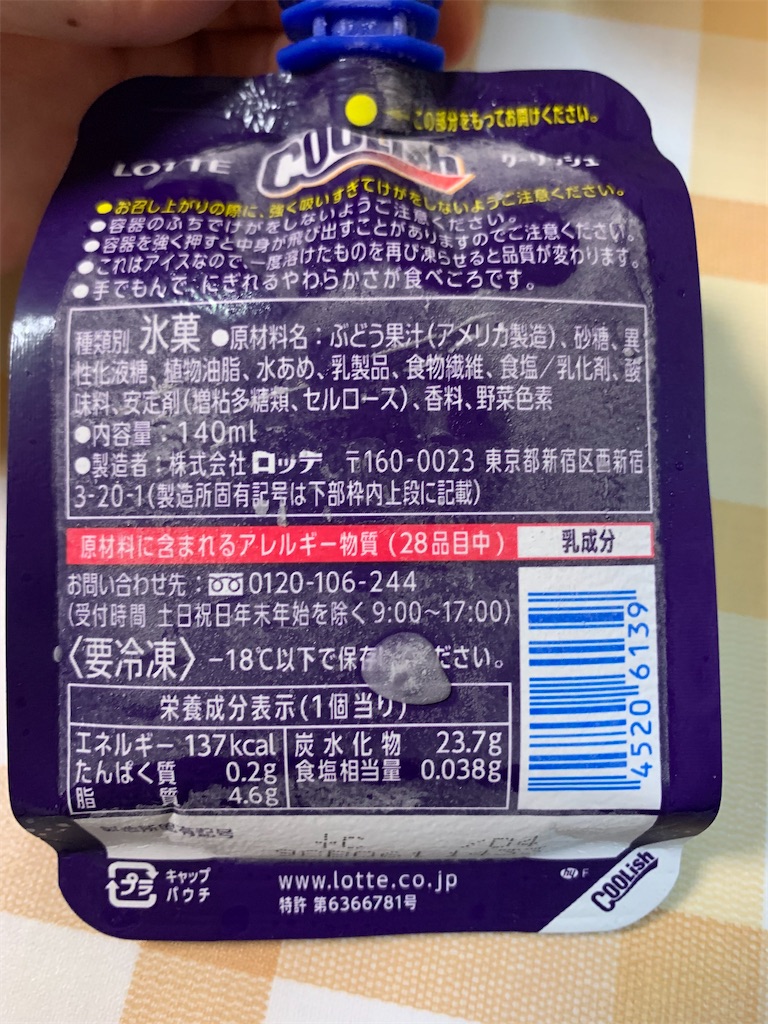 この部分をもってお開けください。
LOTTE COOLish クーリッシュ
●お召し上がりの際に、強く吸いすぎてけがをしないようご注意ください。
●容器のふちでけがをしないようご注意ください。
●容器を強く押すと中身が飛び出すことがありますのでご注意ください。
●これはアイスなので、一度溶けたものを再び凍らせると品質が変わります。
●手でもんで、にぎれるやわらかさが食べごろです。
種類別 氷菓 ●原材料名：ぶどう果汁(アメリカ製造)、砂糖、異
性化液糖、植物油脂、水あめ、乳製品、食物繊維、食塩/乳化剤、酸
味料、安定剤(増粘多糖類、セルロース)、香料、野菜色素
●内容量：140ml
●製造者：株式会社ロッテ 〒160-0023 東京都新宿区西新宿
3-20-1(製造所固有記号は下部枠内上段に記載)
原材料に含まれるアレルギー物質(28品目中) 乳成分
お問い合わせ先：0120-106-244
(受付時間 土日祝日年末年始を除く9:00〜17:00)
〈要冷凍〉-18℃以下で保存ださい。
栄養成分表示(1個当り)
エネルギー 137kcal 炭水化物 23.7g
たんぱく質 0.2g 食塩相当量 0.038g
脂質 4.6g
4520 6139
製造所固有記号
プラ キャップ
パウチ
www.lotte.co.jp
特許 第6366781号
F
COOLish